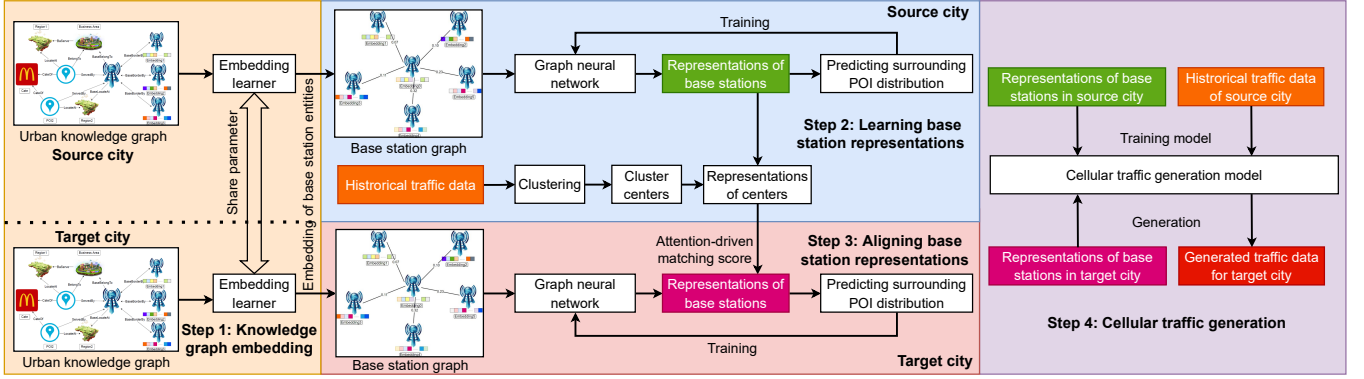 Region1
Business Area
Urban knowledge graph
Source city
Embedding
learner
Share parameter
Target city
Urban knowledge graph
Embedding
learner
Step 1: Knowledge
graph embedding
Embedding of base station entities
Source city
Training
Base station graph
Graph neural
network
Representations of
base stations
Predicting surrounding
POI distribution
Step 2: Learning base
station representations
Histrorical traffic data
Clustering
Cluster
centers
Representations
of centers
Attention-driven
matching score
Step 3: Aligning base
station representations
Base station graph
Graph neural
network
Representations of
base stations
Predicting surrounding
POI distribution
Training
Target city
Representations of base
stations in source city
Histrorical traffic data
of source city
Training model
Cellular traffic generation model
Generation
Representations of base
stations in target city
Generated traffic data
for target city
Step 4: Cellular traffic generation